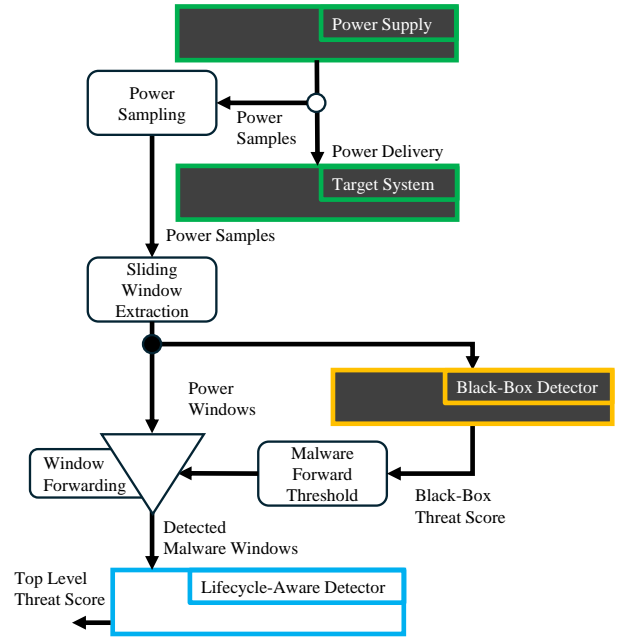 Power Supply
Power
Sampling
Power
Samples
Power Delivery
Target System
Power Samples
Sliding
Window
Extraction
Power
Windows
Black-Box Detector
Window
Forwarding
Malware
Forward
Threshold
Black-Box
Threat Score
Detected
Malware Windows
Top Level
Threat Score
Lifecycle-Aware Detector